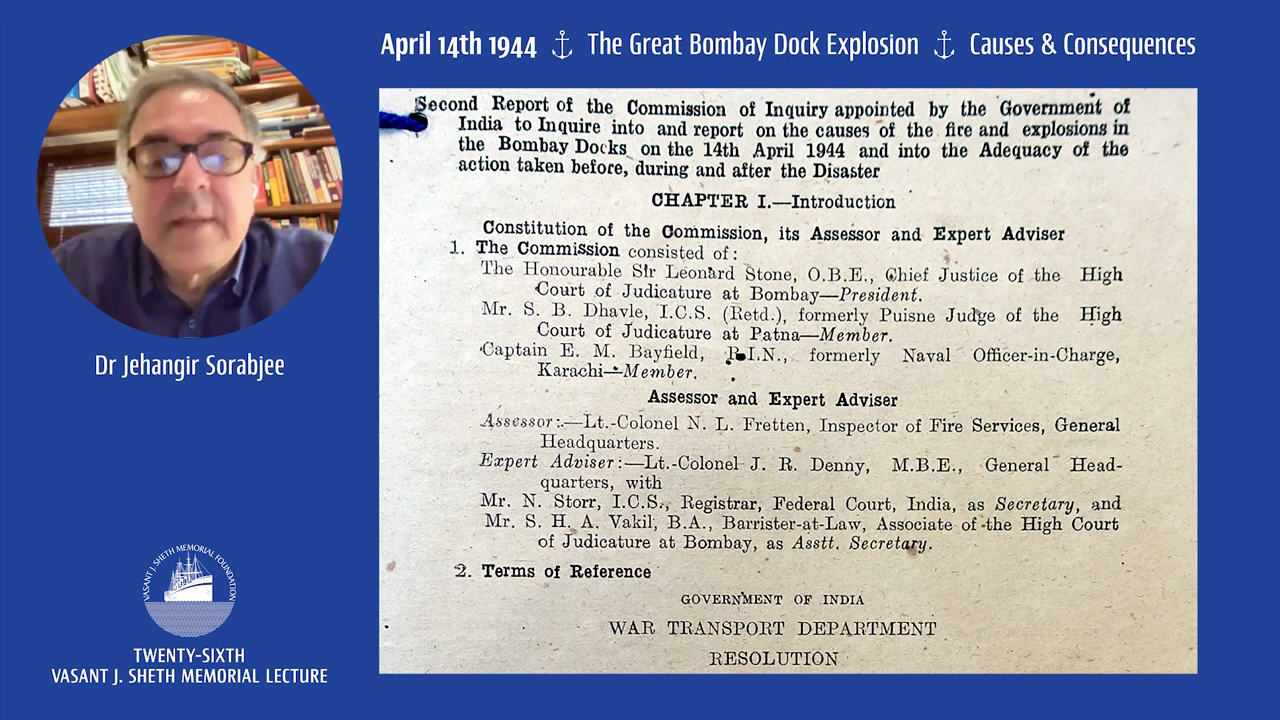 April 14th 1944 ⚓ The Great Bombay Dock Explosion ⚓ Causes & Consequences
Second Report of the Commission of Inquiry appointed by the Government of
India to Inquire into and report on the causes of the fire and explosions in
the Bombay Docks on the 14th April 1944 and into the Adequacy of the
action taken before, during and after the Disaster
CHAPTER I.—Introduction
Constitution of the Commission, its Assessor and Expert Adviser
1. The Commission consisted of:
The Honourable Sir Leonard Stone, O.B.E., Chief Justice of the High
Court of Judicature at Bombay—President.
Mr. S. B. Dhavle, I.C.S. (Retd.), formerly Puisne Judge of the High
Court of Judicature at Patna—Member.
Captain E. M. Bayfield, R.I.N., formerly Naval Officer-in-Charge,
Karachi—Member.
Assessor and Expert Adviser
Assessor:.—Lt.-Colonel N. L. Fretten, Inspector of Fire Services, General
Headquarters.
Expert Adviser:—Lt.-Colonel J. R. Denny, M.B.E., General Head-
quarters, with
Mr. N. Storr, I.C.S., Registrar, Federal Court, India, as Secretary, and
Mr. S. H. A. Vakil, B.A., Barrister-at-Law, Associate of the High Court
of Judicature at Bombay, as Asstt. Secretary.
2. Terms of Reference
GOVERNMENT OF INDIA
WAR TRANSPORT DEPARTMENT
RESOLUTION
Dr Jehangir Sorabjee
VASANT J. SHETH MEMORIAL FOUNDATION
TWENTY-SIXTH
VASANT J. SHETH MEMORIAL LECTURE